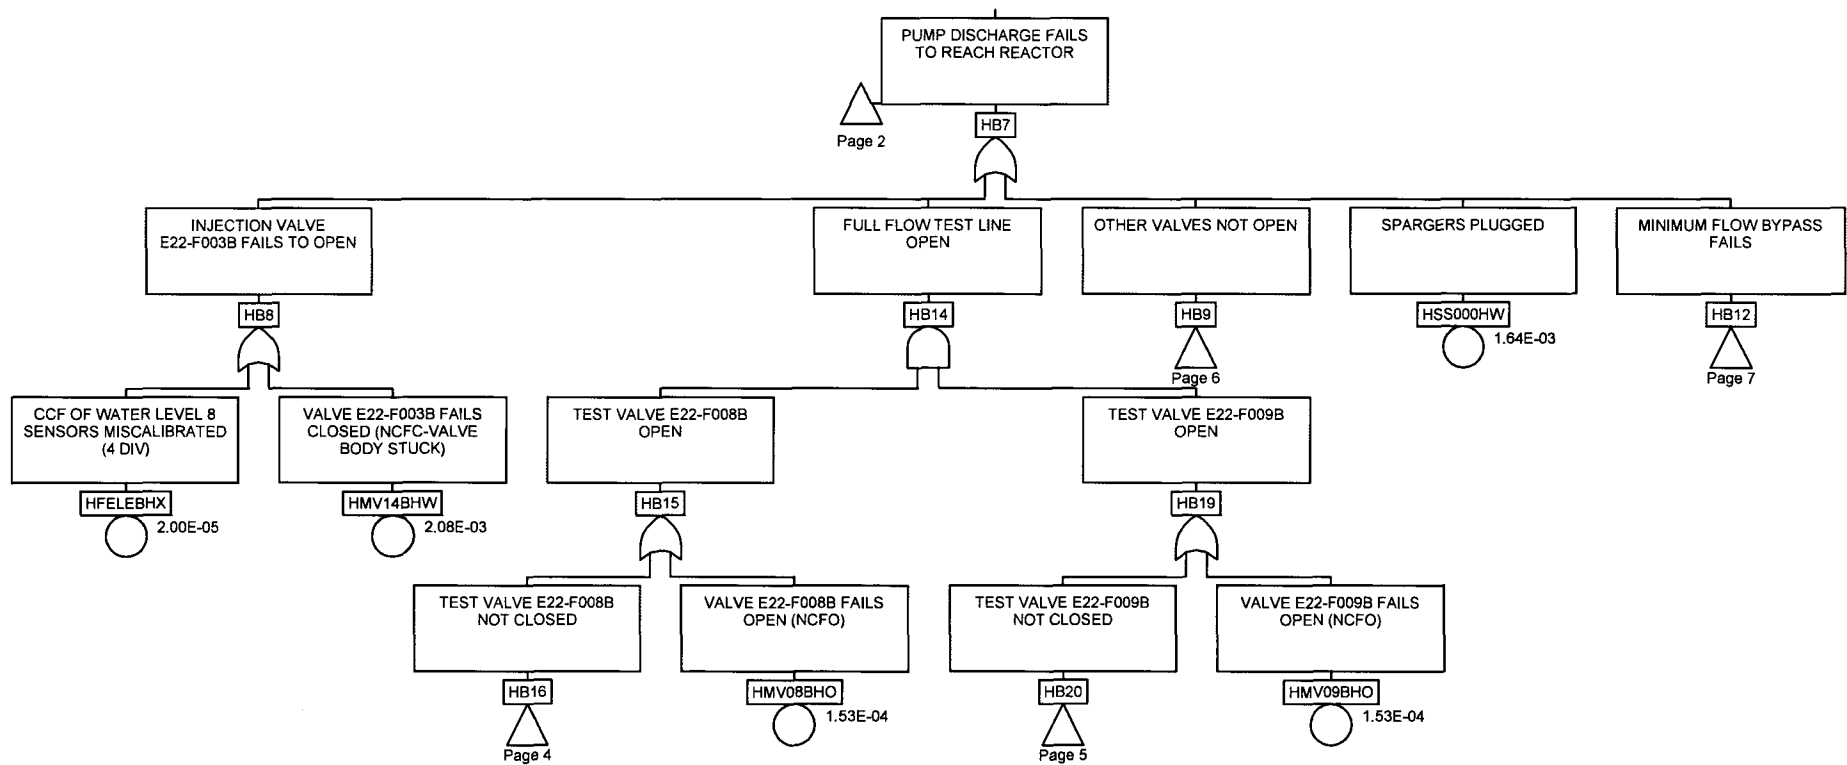 PUMP DISCHARGE FAILS
TO REACH REACTOR
Page 2
HB7
INJECTION VALVE
E22-F003B FAILS TO OPEN
FULL FLOW TEST LINE
OPEN
OTHER VALVES NOT OPEN
SPARGERS PLUGGED
MINIMUM FLOW BYPASS
FAILS
HB8
HB14
HB9
HSS000HW
HB12
1.64E-03
Page 6
Page 7
CCF OF WATER LEVEL 8
SENSORS MISCALIBRATED
(4 DIV)
VALVE E22-F003B FAILS
CLOSED (NCFC-VALVE
BODY STUCK)
TEST VALVE E22-F008B
OPEN
TEST VALVE E22-F009B
OPEN
HFELEBHX
HMV14BHW
HB15
HB19
2.00E-05
2.08E-03
TEST VALVE E22-F008B
NOT CLOSED
VALVE E22-F008B FAILS
OPEN (NCFO)
TEST VALVE E22-F009B
NOT CLOSED
VALVE E22-F009B FAILS
OPEN (NCFO)
HB16
HMV08BHO
HB20
HMV09BHO
1.53E-04
1.53E-04
Page 4
Page 5